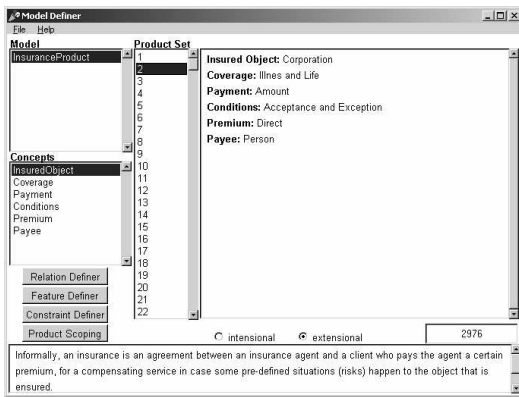 Model Definer
File Help
Model
InsuranceProduct
Product Set
1
2
3
4
5
6
7
8
9
10
11
12
13
14
15
16
17
18
19
20
21
22
Insured Object: Corporation
Coverage: Illnes and Life
Payment: Amount
Conditions: Acceptance and Exception
Premium: Direct
Payee: Person
Concepts
InsuredObject
Coverage
Payment
Conditions
Premium
Payee
Relation Definer
Feature Definer
Constraint Definer
Product Scoping
intensional extensional 2976
Informally, an insurance is an agreement between an insurance agent and a client who pays the agent a certain
premium, for a compensating service in case some pre-defined situations (risks) happen to the object that is
ensured.